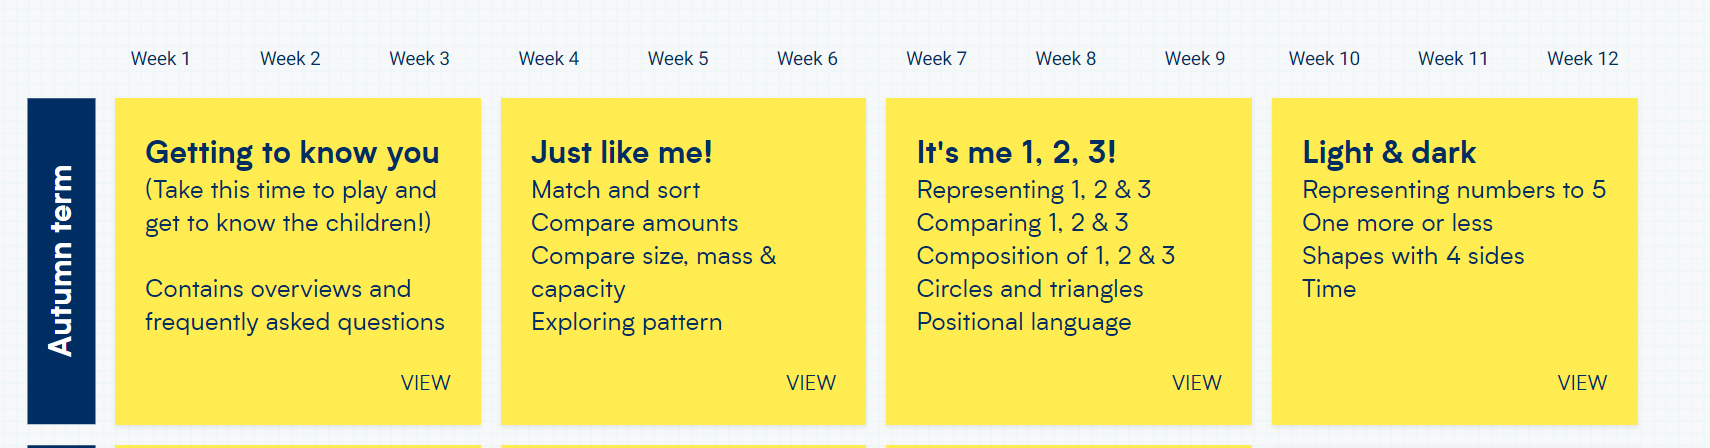 Week 1 Week 2 Week 3 Week 4 Week 5 Week 6 Week 7 Week 8 Week 9 Week 10 Week 11 Week 12
Autumn term
Getting to know you
(Take this time to play and
get to know the children!)
Contains overviews and
frequently asked questions
VIEW
Just like me!
Match and sort
Compare amounts
Compare size, mass &
capacity
Exploring pattern
VIEW
It's me 1, 2, 3!
Representing 1, 2 & 3
Comparing 1, 2 & 3
Composition of 1, 2 & 3
Circles and triangles
Positional language
VIEW
Light & dark
Representing numbers to 5
One more or less
Shapes with 4 sides
Time
VIEW